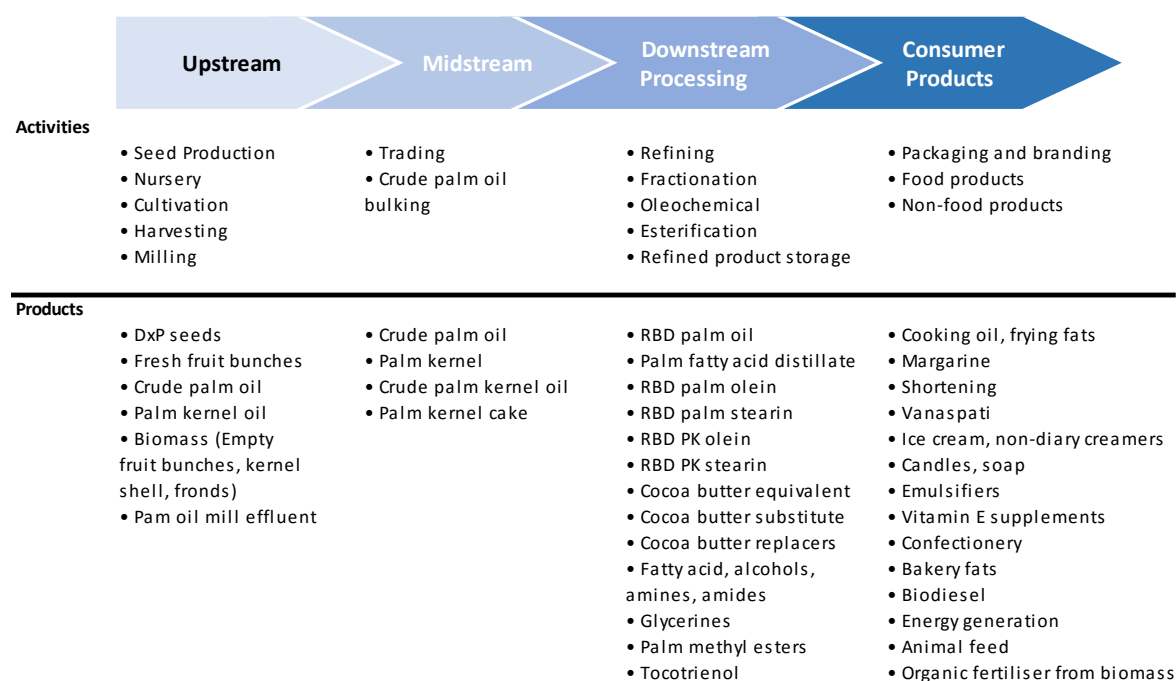 Upstream
Midstream
Downstream
Processing
Consumer
Products
Activities
• Seed Production
• Nursery
• Cultivation
• Harvesting
• Milling
• Trading
• Crude palm oil
bulking
• Refining
• Fractionation
• Oleochemical
• Esterification
• Refined product storage
• Packaging and branding
• Food products
• Non-food products
Products
• DxP seeds
• Fresh fruit bunches
• Crude palm oil
• Palm kernel oil
• Biomass (Empty
fruit bunches, kernel
shell, fronds)
• Pam oil mill effluent
• Crude palm oil
• Palm kernel
• Crude palm kernel oil
• Palm kernel cake
• RBD palm oil
• Palm fatty acid distillate
• RBD palm olein
• RBD palm stearin
• RBD PK olein
• RBD PK stearin
• Cocoa butter equivalent
• Cocoa butter substitute
• Cocoa butter replacers
• Fatty acid, alcohols,
amines, amides
• Glycerines
• Palm methyl esters
• Tocotrienol
• Cooking oil, frying fats
• Margarine
• Shortening
• Vanaspati
• Ice cream, non-diary creamers
• Candles, soap
• Emulsifiers
• Vitamin E supplements
• Confectionery
• Bakery fats
• Biodiesel
• Energy generation
• Animal feed
• Organic fertiliser from biomass